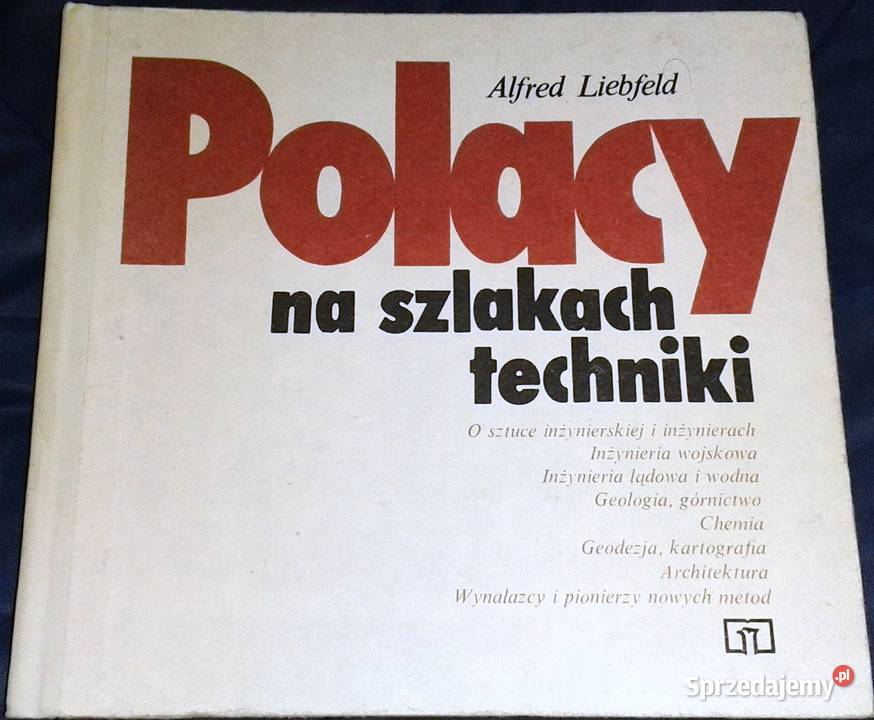 Alfred Liebfeld
Polacy
na szlakach
techniki
O sztuce inżynierskiej i inżynierach
Inżynieria wojskowa
Inżynieria lądowa i wodna
Geologia, górnictwo
Chemia
Geodezja, kartografia
Architektura
Wynalazcy i pionierzy nowych metod
Sprzedajemy.pl